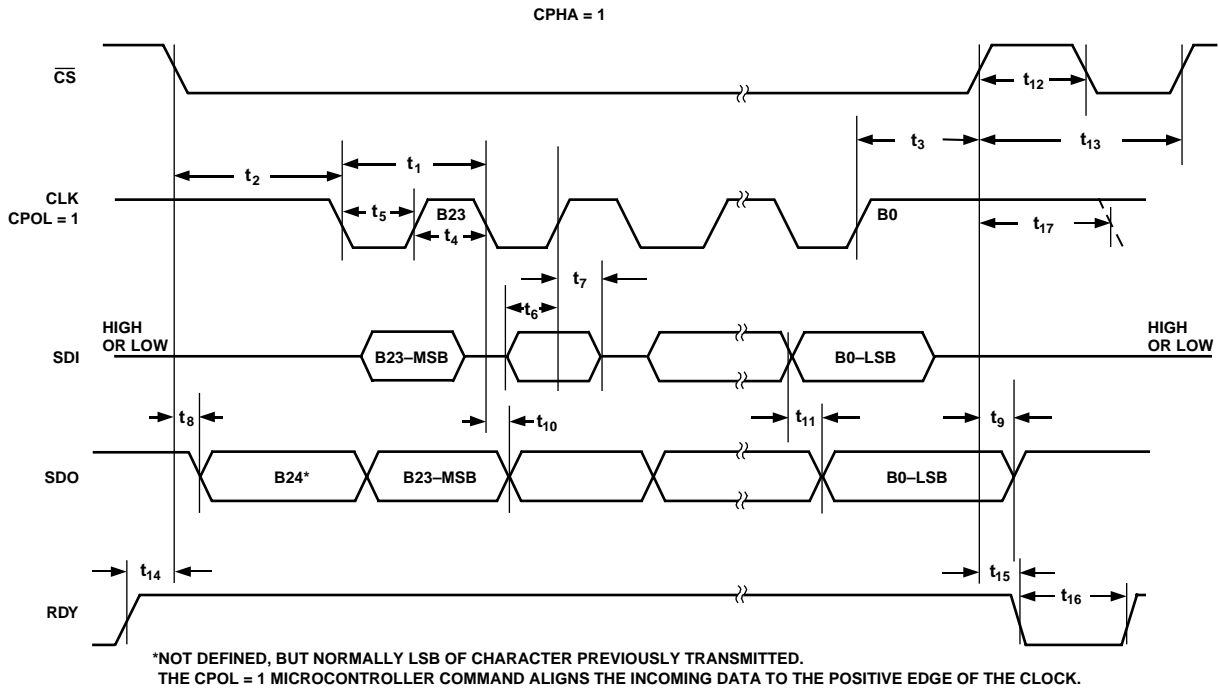 CPHA = 1
CS
t12
t3
t13
t2
t1
CLK
CPOL = 1
t5
B23
t4
B0
t17
t7
t6
HIGH
OR LOW
SDI
B23–MSB
B0–LSB
HIGH
OR LOW
t8
t10
t11
t9
SDO
B24*
B23–MSB
B0–LSB
t14
t15
t16
RDY
*NOT DEFINED, BUT NORMALLY LSB OF CHARACTER PREVIOUSLY TRANSMITTED.
THE CPOL = 1 MICROCONTROLLER COMMAND ALIGNS THE INCOMING DATA TO THE POSITIVE EDGE OF THE CLOCK.